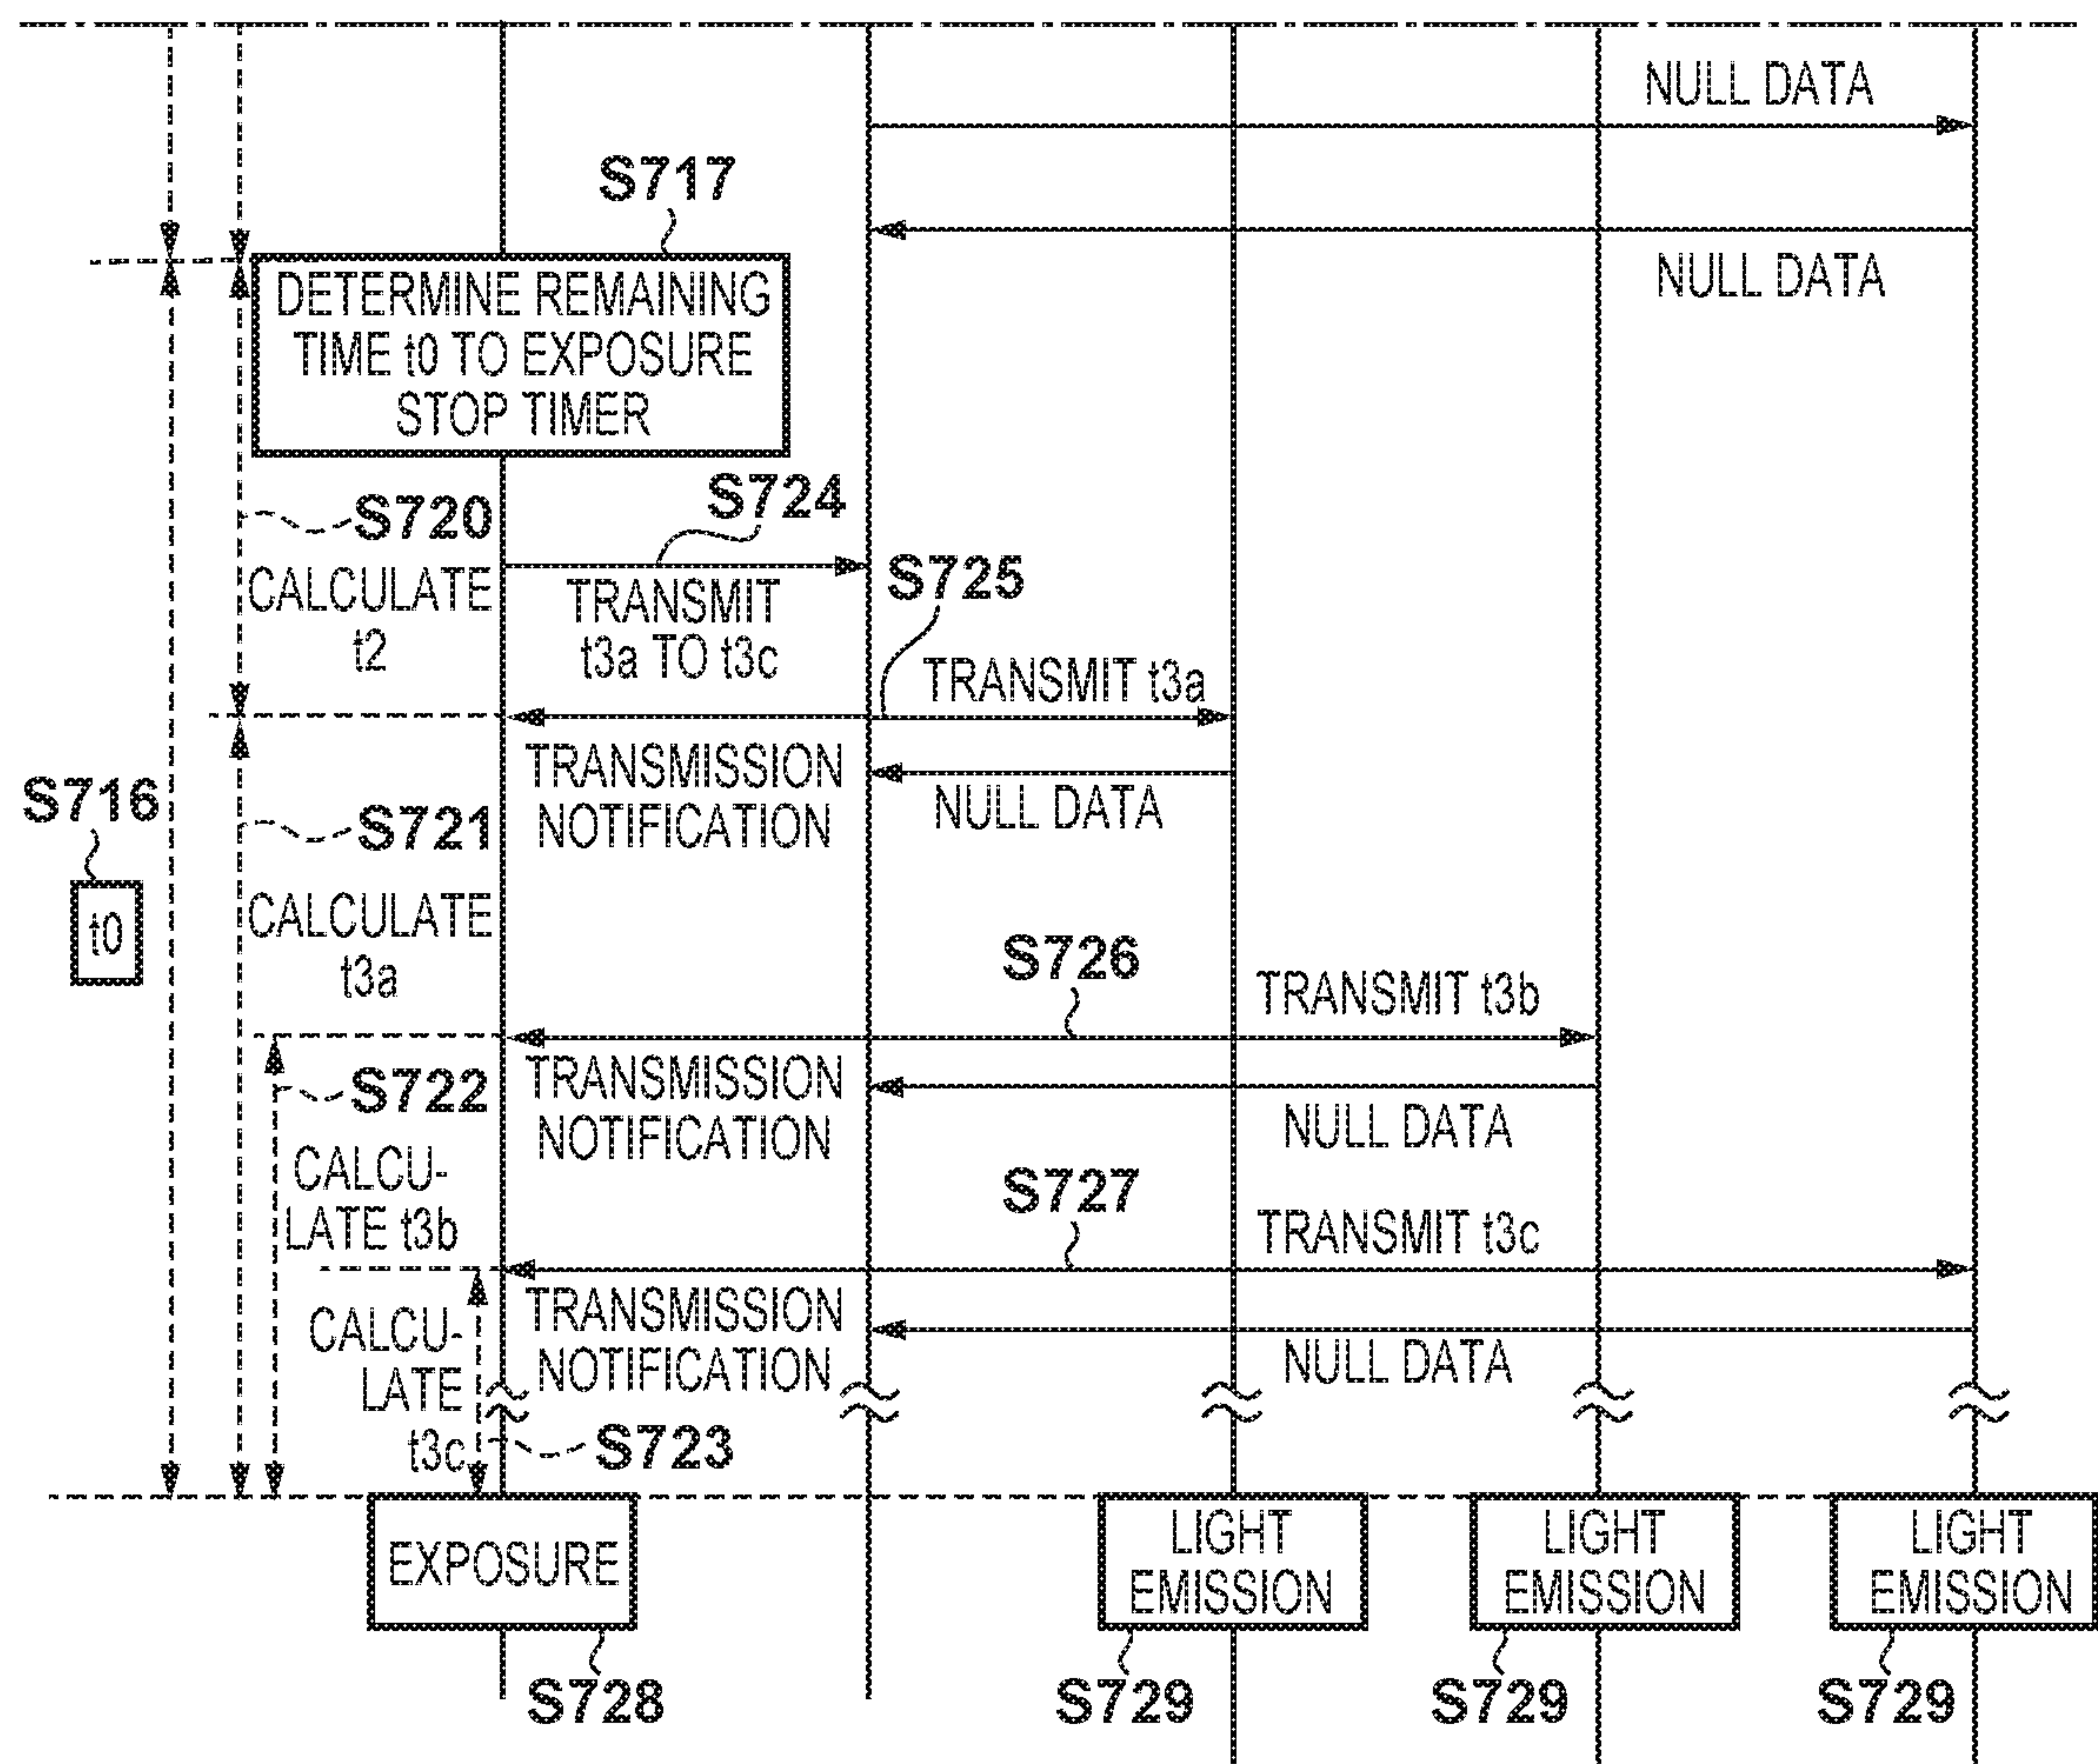 NULL DATA
S717
NULL DATA
DETERMINE REMAINING
TIME t0 TO EXPOSURE
STOP TIMER
S724
S720
S725
CALCULATE
t2
TRANSMIT
t3a TO t3c
TRANSMIT t3a
S716
t0
S721
TRANSMISSION
NOTIFICATION
NULL DATA
CALCULATE
t3a
S726
TRANSMIT t3b
S722
TRANSMISSION
NOTIFICATION
NULL DATA
CALCU-
LATE t3b
S727
TRANSMIT t3c
CALCU-
LATE
t3c
TRANSMISSION
NOTIFICATION
NULL DATA
S723
EXPOSURE
LIGHT
EMISSION
LIGHT
EMISSION
LIGHT
EMISSION
S728
S729
S729
S729